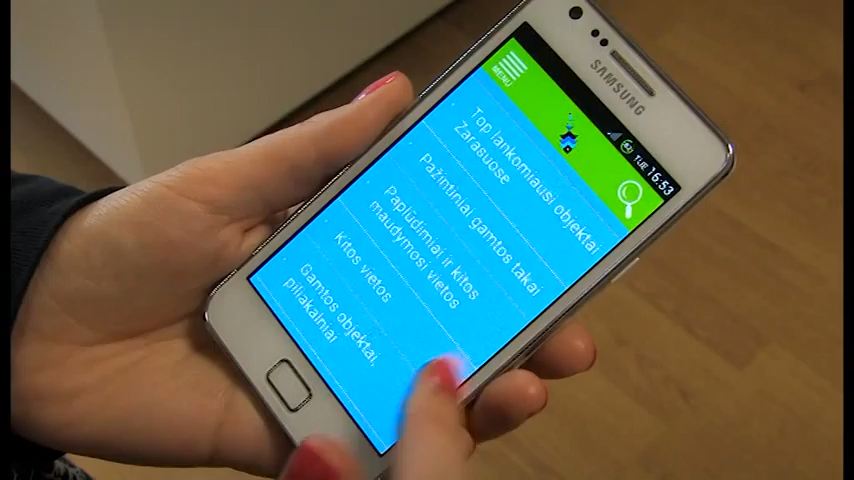 SAMSUNG
TUE 16:53
MENU
Top lankomiausi objektai
Zarasuose
Pažintiniai gamtos takai
Paplūdimiai ir kitos
maudymosi vietos
Kitos vietos
Gamtos objektai,
piliakalniai